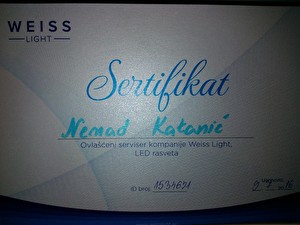 WEISS
LIGHT
Sertifikat
Nenad Katanić
Ovlašćeni serviser kompanije Weiss Light,
LED rasveta
ID broj: 1534621